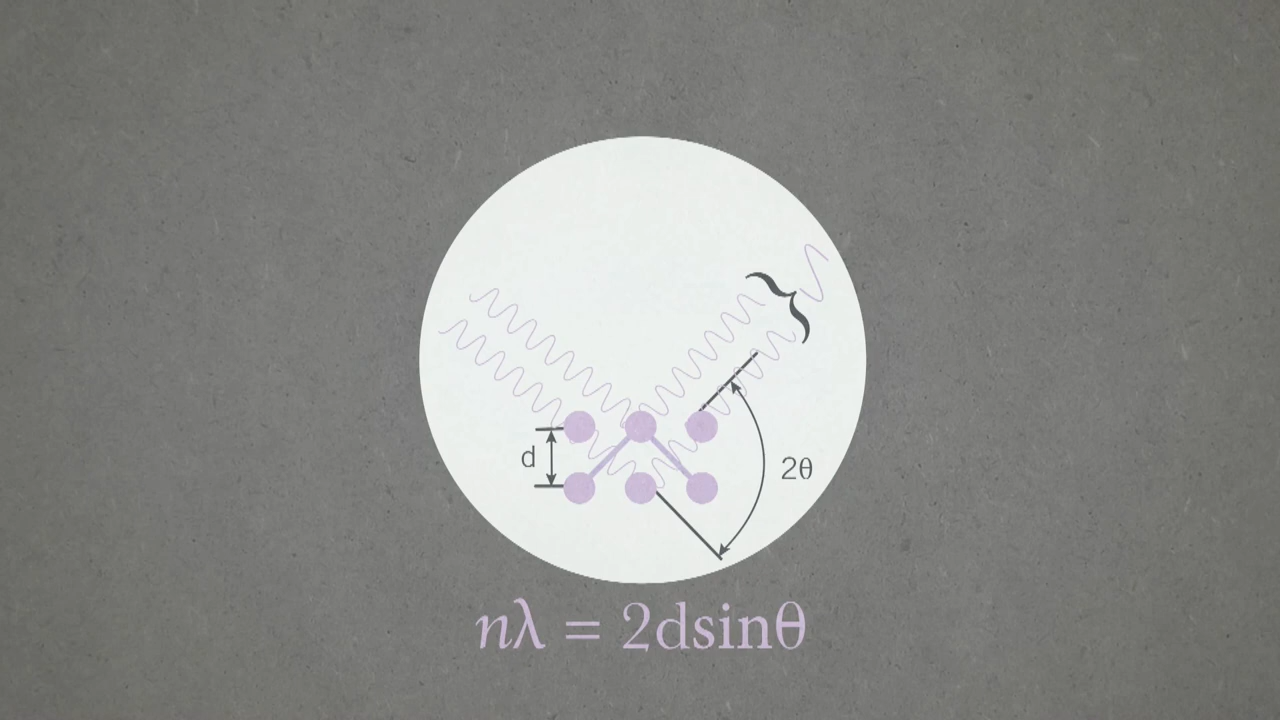 d
2θ
nλ = 2dsinθ